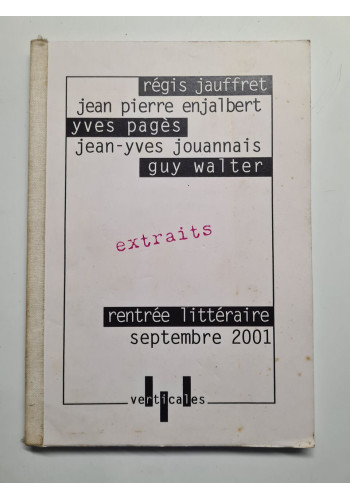 régis jauffret
jean pierre enjalbert
yves pagès
jean-yves jouannais
guy walter
extraits
rentrée littéraire
septembre 2001
verticales